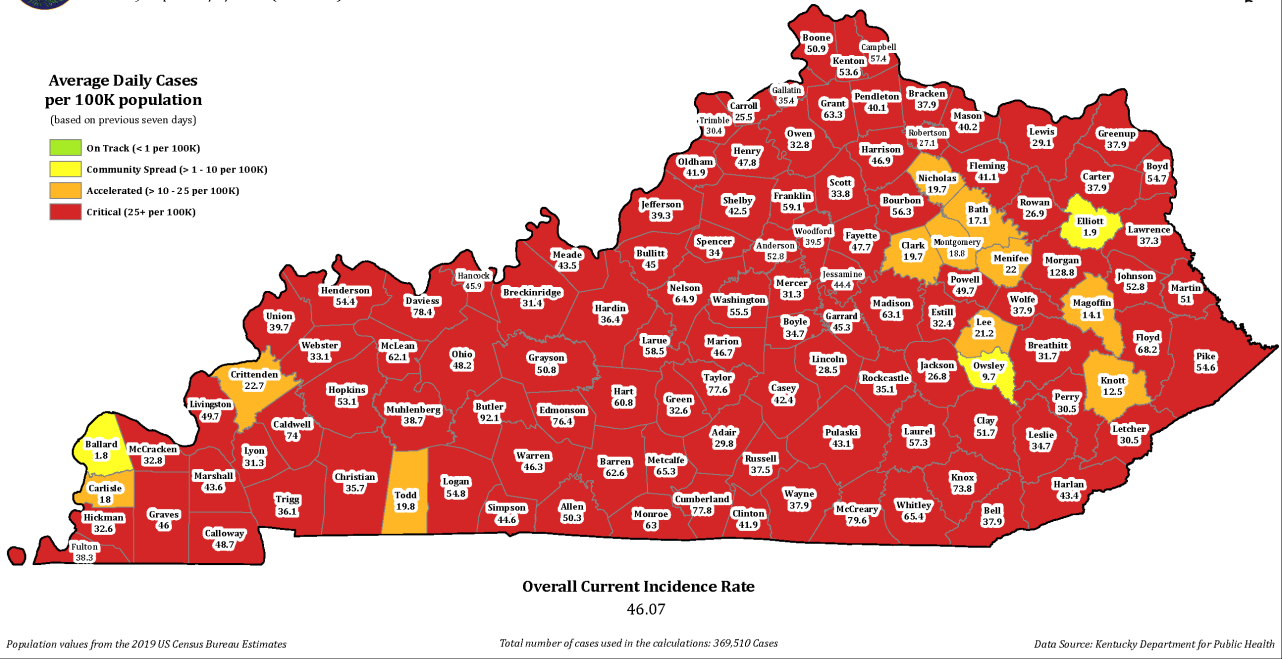 Average Daily Cases
per 100K population
(based on previous seven days)
On Track (< 1 per 100K)
Community Spread (> 1 - 10 per 100K)
Accelerated (> 10 - 25 per 100K)
Critical (25+ per 100K)
Boone
50.9
Campbell
57.4
Kenton
53.6
Gallatin
35.4
Carroll
25.5
Grant
63.3
Pendleton
40.1
Bracken
37.9
Trimble
30.4
Mason
40.2
Robertson
27.1
Owen
32.8
Lewis
29.1
Greenup
37.9
Henry
47.8
Harrison
46.9
Oldham
41.9
Fleming
41.1
Boyd
54.7
Nicholas
19.7
Carter
37.9
Scott
33.8
Franklin
59.1
Shelby
42.5
Bourbon
56.3
Rowan
26.9
Jefferson
39.3
Bath
17.1
Elliott
1.9
Woodford
39.5
Fayette
47.7
Lawrence
37.3
Spencer
34
Anderson
52.8
Clark
19.7
Montgomery
18.8
Bullitt
45
Meade
43.5
Menifee
22
Morgan
128.8
Hancock
45.9
Jessamine
44.4
Powell
49.7
Johnson
52.8
Martin
51
Henderson
54.4
Breckinridge
31.4
Nelson
64.9
Mercer
31.3
Daviess
78.4
Washington
55.5
Madison
63.1
Wolfe
37.9
Magoffin
14.1
Hardin
36.4
Estill
32.4
Union
39.7
Garrard
45.3
Boyle
34.7
Lee
21.2
Floyd
68.2
Webster
33.1
McLean
62.1
Larue
58.5
Marion
46.7
Breathitt
31.7
Ohio
48.2
Grayson
50.8
Lincoln
28.5
Pike
54.6
Crittenden
22.7
Jackson
26.8
Owsley
9.7
Taylor
77.6
Rockcastle
35.1
Knott
12.5
Hopkins
53.1
Hart
60.8
Casey
42.4
Perry
30.5
Livingston
49.7
Green
32.6
Muhlenberg
38.7
Butler
92.1
Edmonson
76.4
Caldwell
74
Clay
51.7
Letcher
30.5
Adair
29.8
Pulaski
43.1
Laurel
57.3
Leslie
34.7
Ballard
1.8
McCracken
32.8
Lyon
31.3
Warren
46.3
Barren
62.6
Metcalfe
65.3
Russell
37.5
Marshall
43.6
Christian
35.7
Logan
54.8
Knox
73.8
Harlan
43.4
Carlisle
18
Todd
19.8
Trigg
36.1
Cumberland
77.8
Wayne
37.9
Simpson
44.6
Allen
50.3
Monroe
63
Clinton
41.9
McCreary
79.6
Whitley
65.4
Bell
37.9
Hickman
32.6
Graves
46
Calloway
48.7
Fulton
38.3
Overall Current Incidence Rate
46.07
Population values from the 2019 US Census Bureau Estimates
Total number of cases used in the calculations: 369,510 Cases
Data Source: Kentucky Department for Public Health